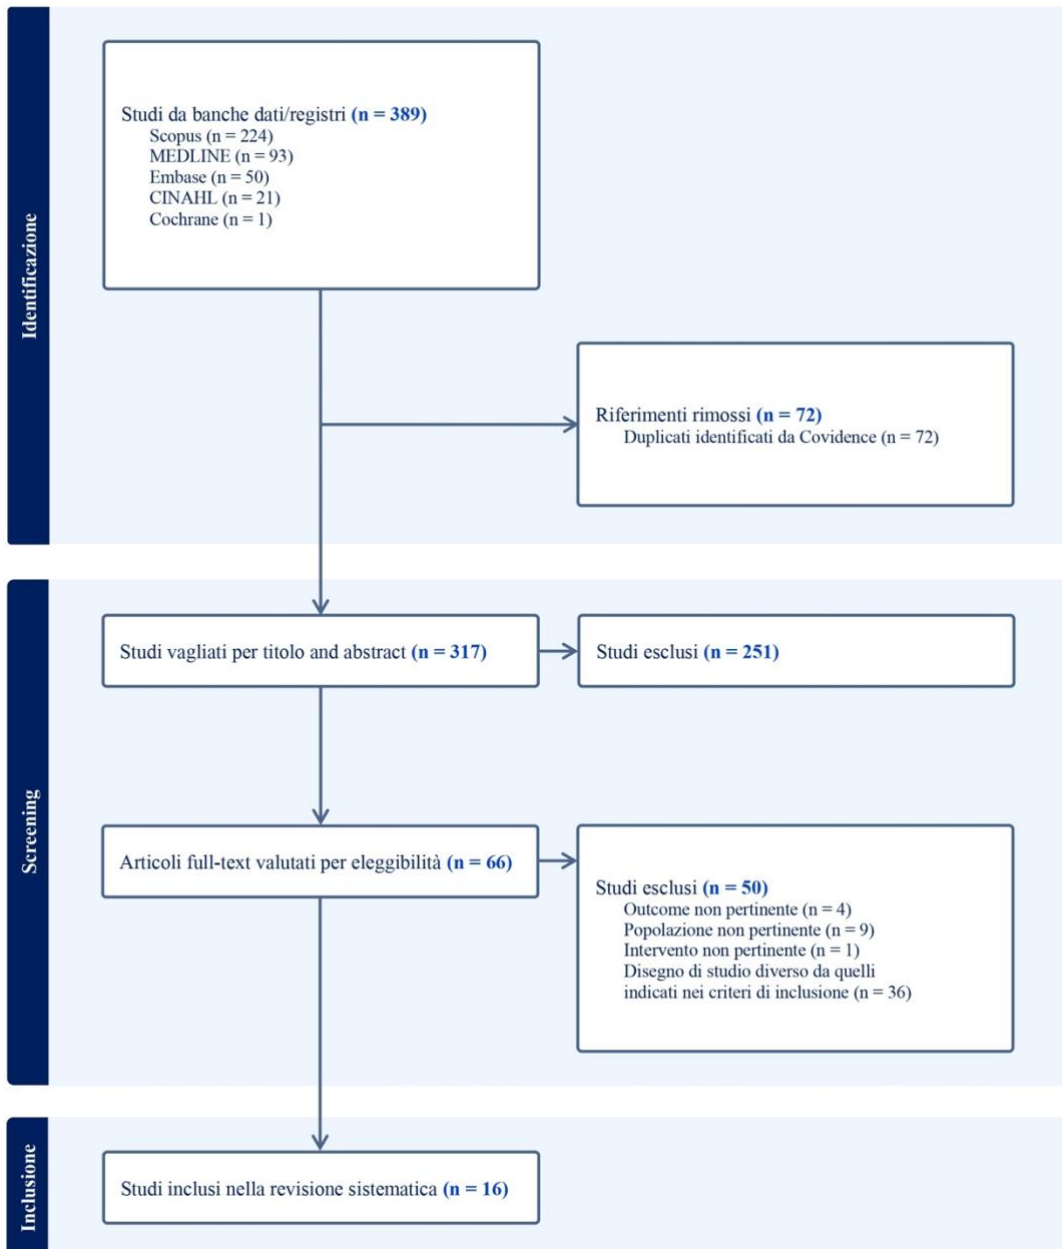 Identificazione
Studi da banche dati/registri (n = 389)
Scopus (n = 224)
MEDLINE (n = 93)
Embase (n = 50)
CINAHL (n = 21)
Cochrane (n = 1)
Riferimenti rimossi (n = 72)
Duplicati identificati da Covidence (n = 72)
Screening
Studi vagliati per titolo and abstract (n = 317)
Studi esclusi (n = 251)
Articoli full-text valutati per eleggibilità (n = 66)
Studi esclusi (n = 50)
Outcome non pertinente (n = 4)
Popolazione non pertinente (n = 9)
Intervento non pertinente (n = 1)
Disegno di studio diverso da quelli
indicati nei criteri di inclusione (n = 36)
Inclusione
Studi inclusi nella revisione sistematica (n = 16)